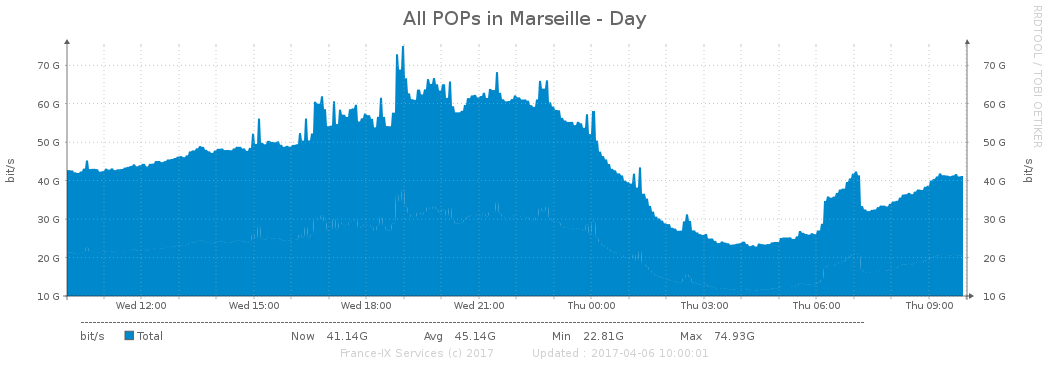 All POPs in Marseille - Day
RRDTOOL / TOBI OETIKER
bit/s
70 G 70 G
60 G 60 G
50 G 50 G
40 G 40 G
30 G 30 G
20 G 20 G
10 G 10 G
bit/s
Wed 12:00 Wed 15:00 Wed 18:00 Wed 21:00 Thu 00:00 Thu 03:00 Thu 06:00 Thu 09:00
bit/s Total Now 41.14G Avg 45.14G Min 22.81G Max 74.93G
France-IX Services (c) 2017 Updated : 2017-04-06 10:00:01